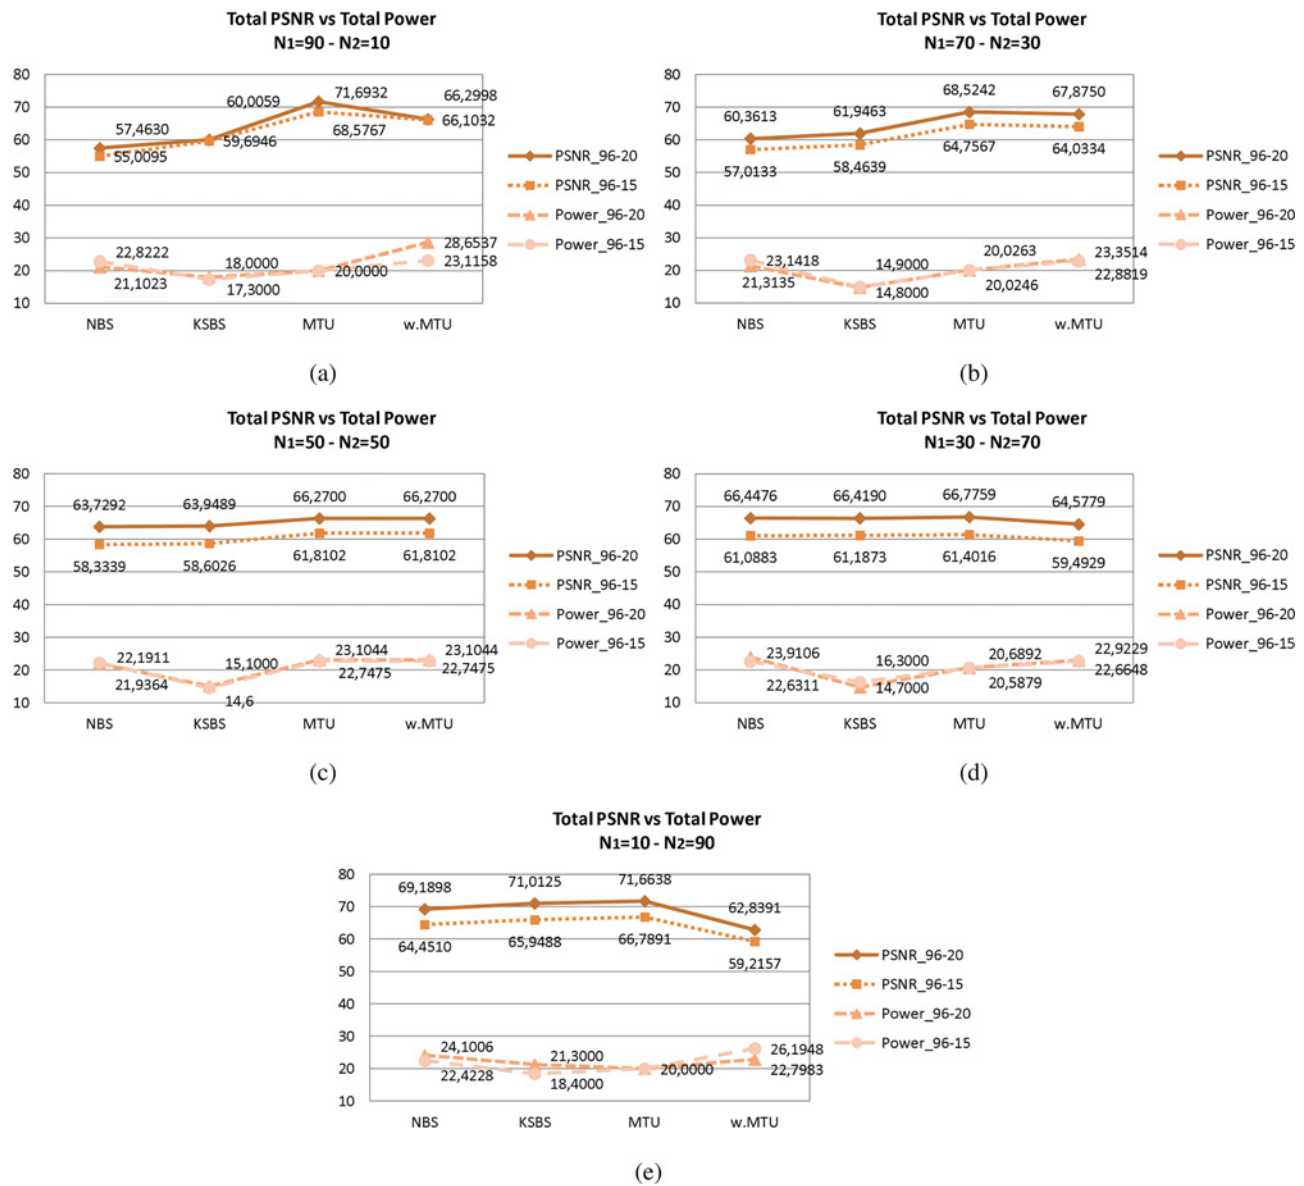 Total PSNR vs Total Power
N1=90 - N2=10
80
70
60
50
40
30
20
10
57,4630
55,0095
60,0059
59,6946
71,6932
68,5767
66,2998
66,1032
22,8222
21,1023
18,0000
17,3000
20,0000
28,6537
23,1158
NBS KSBS MTU w.MTU
PSNR_96-20
PSNR_96-15
Power_96-20
Power_96-15
(a)
Total PSNR vs Total Power
N1=70 - N2=30
80
70
60
50
40
30
20
10
60,3613
57,0133
61,9463
58,4639
68,5242
64,7567
67,8750
64,0334
23,1418
21,3135
14,9000
14,8000
20,0263
20,0246
23,3514
22,8819
NBS KSBS MTU w.MTU
PSNR_96-20
PSNR_96-15
Power_96-20
Power_96-15
(b)
Total PSNR vs Total Power
N1=50 - N2=50
80
70
60
50
40
30
20
10
63,7292
58,3339
63,9489
58,6026
66,2700
61,8102
66,2700
61,8102
22,1911
21,9364
15,1000
14,6
23,1044
22,7475
23,1044
22,7475
NBS KSBS MTU w.MTU
PSNR_96-20
PSNR_96-15
Power_96-20
Power_96-15
(c)
Total PSNR vs Total Power
N1=30 - N2=70
80
70
60
50
40
30
20
10
66,4476
61,0883
66,4190
61,1873
66,7759
61,4016
64,5779
59,4929
23,9106
22,6311
16,3000
14,7000
20,6892
20,5879
22,9229
22,6648
NBS KSBS MTU w.MTU
PSNR_96-20
PSNR_96-15
Power_96-20
Power_96-15
(d)
Total PSNR vs Total Power
N1=10 - N2=90
80
70
60
50
40
30
20
10
69,1898
64,4510
71,0125
65,9488
71,6638
66,7891
62,8391
59,2157
24,1006
22,4228
21,3000
18,4000
20,0000
26,1948
22,7983
NBS KSBS MTU w.MTU
PSNR_96-20
PSNR_96-15
Power_96-20
Power_96-15
(e)